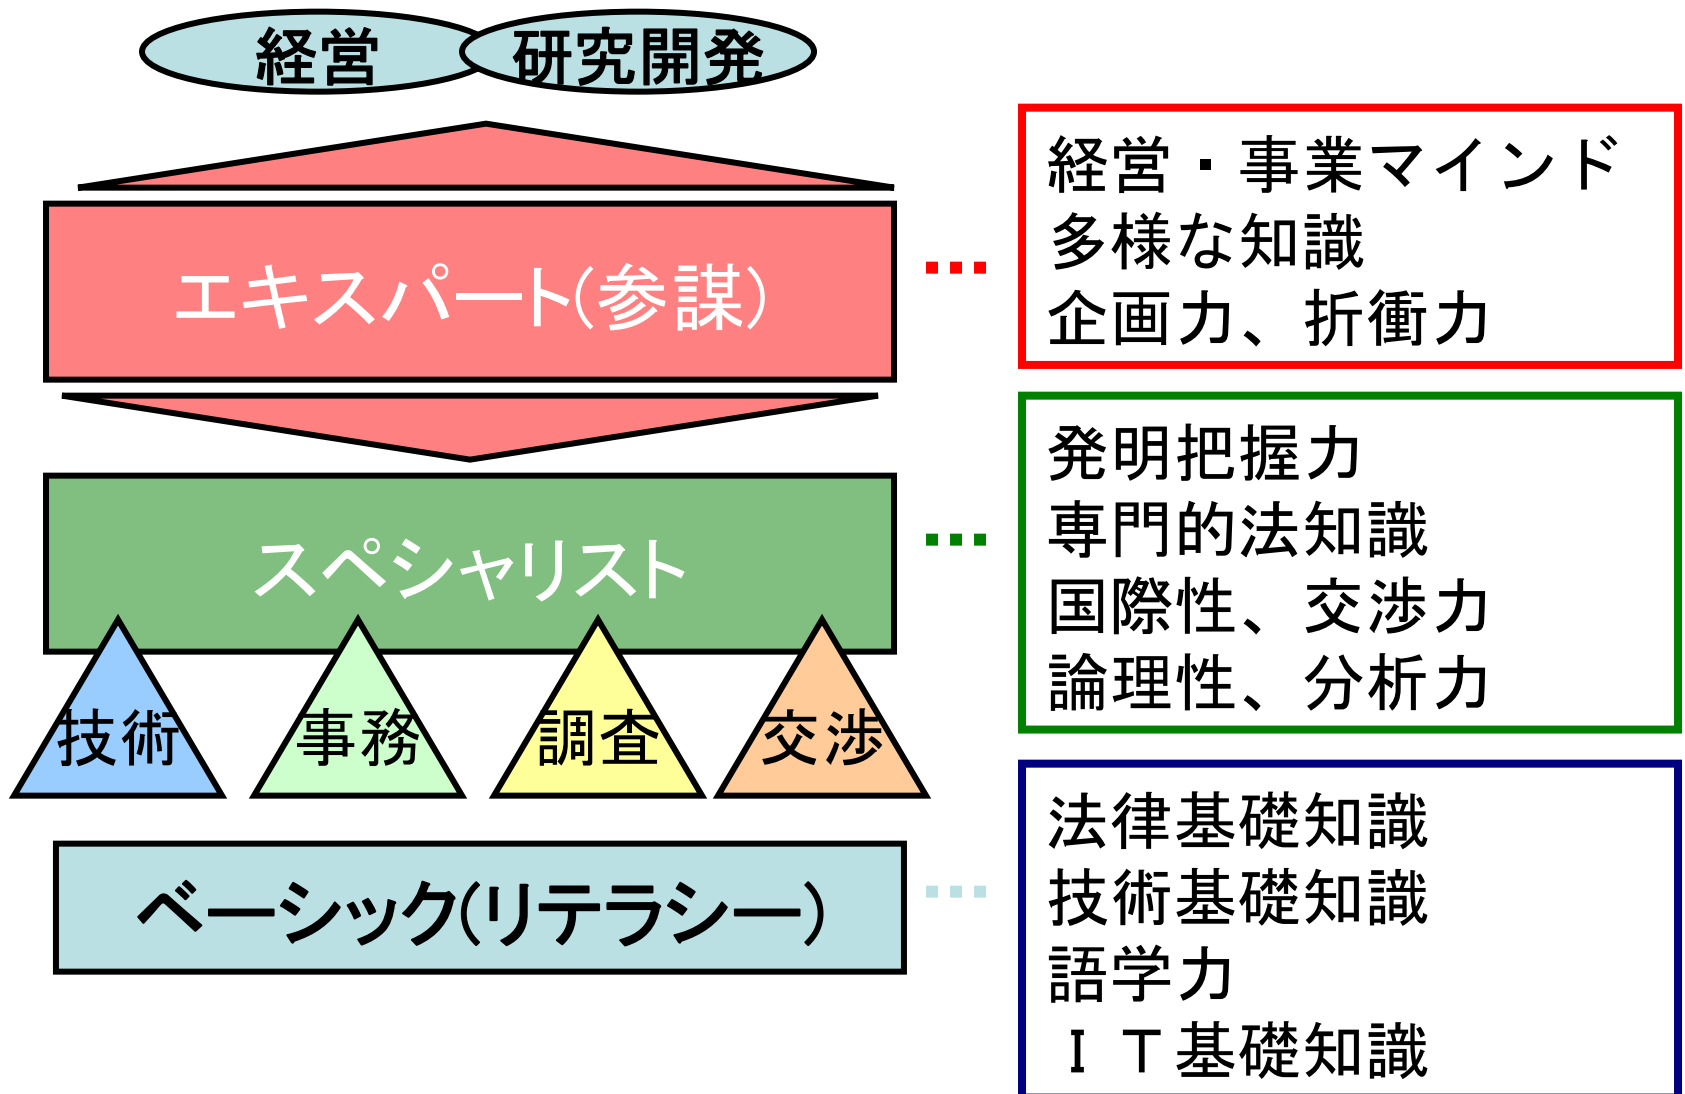 経営
研究開発
エキスパート(参謀)
経営・事業マインド
多様な知識
企画力、折衝力
スペシャリスト
発明把握力
専門的法知識
国際性、交渉力
論理性、分析力
技術
事務
調査
交渉
ベーシック(リテラシー)
法律基礎知識
技術基礎知識
語学力
ＩＴ基礎知識